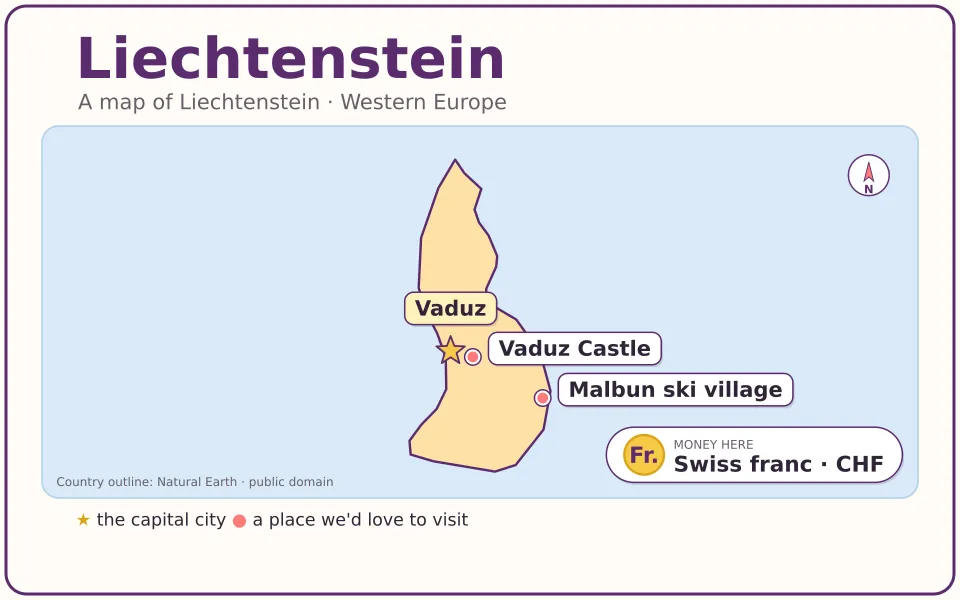 Liechtenstein
A map of Liechtenstein · Western Europe
N
Vaduz
Vaduz Castle
Malbun ski village
Fr.
MONEY HERE
Swiss franc · CHF
Country outline: Natural Earth · public domain
★ the capital city ● a place we'd love to visit